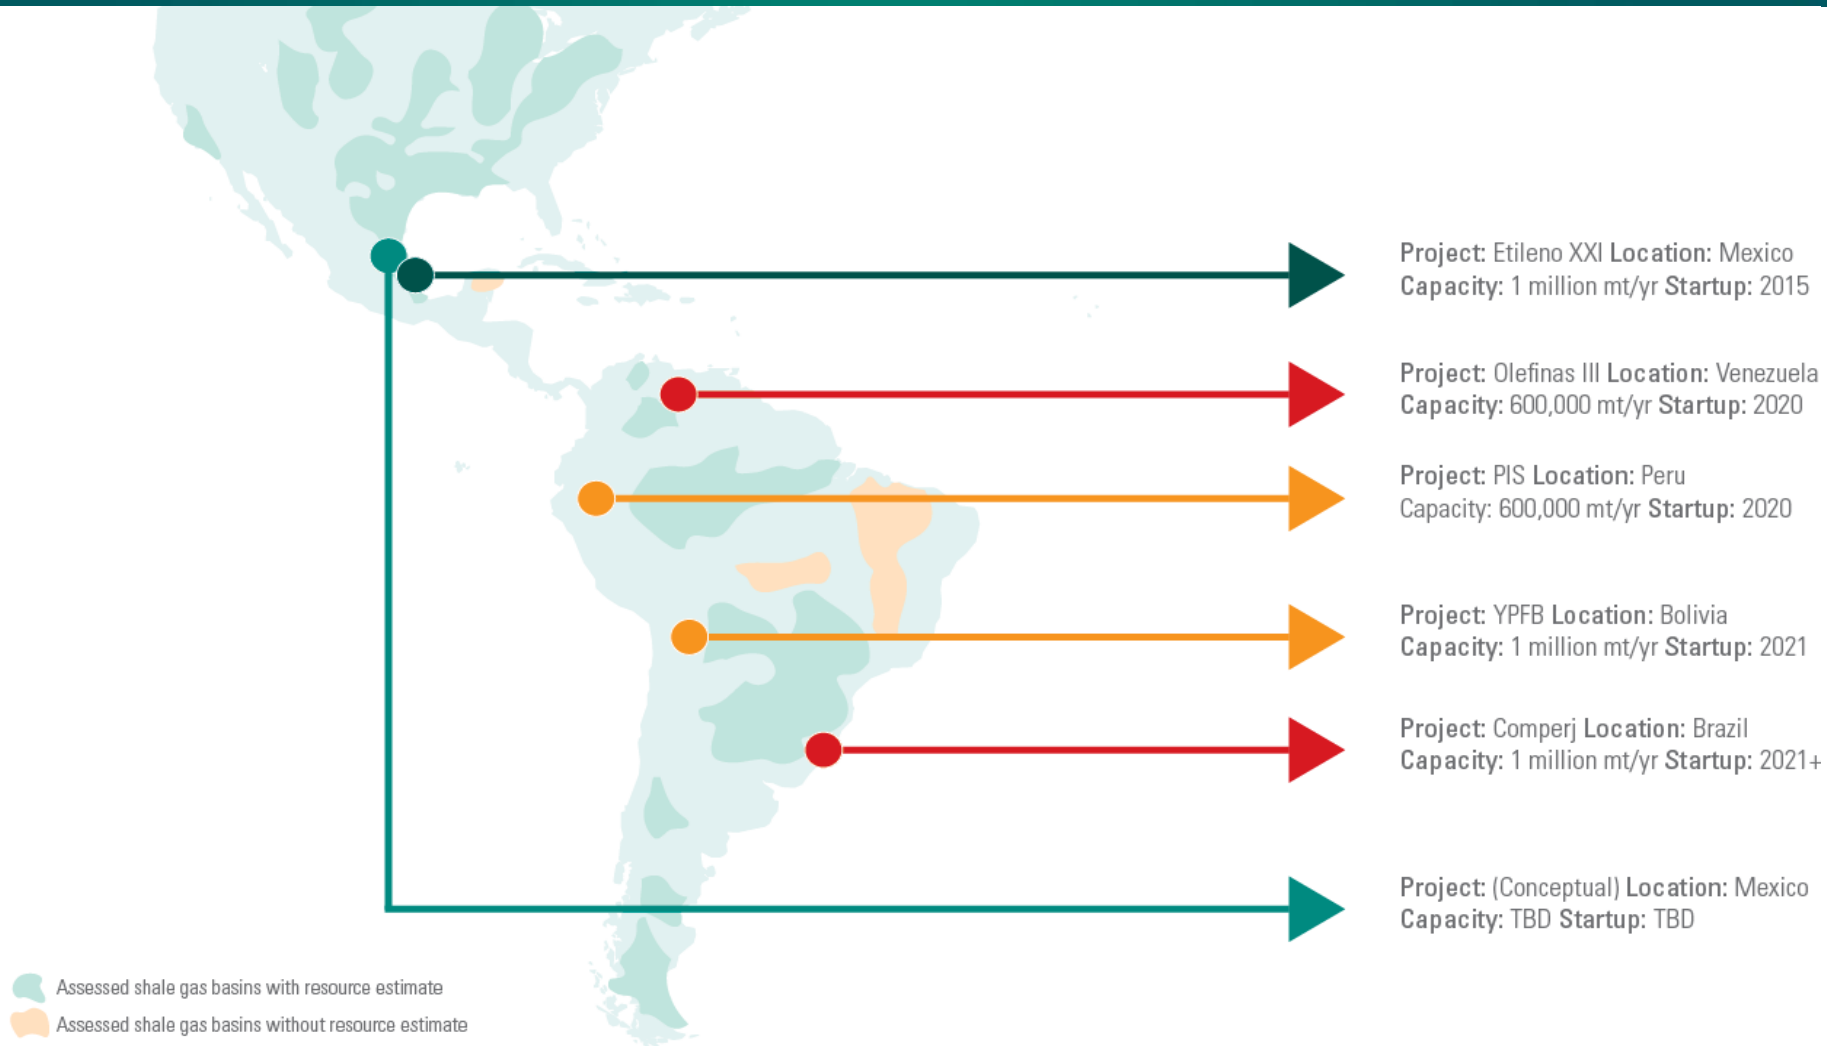 Project: Etileno XXI Location: Mexico
Capacity: 1 million mt/yr Startup: 2015
Project: Olefinas III Location: Venezuela
Capacity: 600,000 mt/yr Startup: 2020
Project: PIS Location: Peru
Capacity: 600,000 mt/yr Startup: 2020
Project: YPFB Location: Bolivia
Capacity: 1 million mt/yr Startup: 2021
Project: Comperj Location: Brazil
Capacity: 1 million mt/yr Startup: 2021+
Project: (Conceptual) Location: Mexico
Capacity: TBD Startup: TBD
Assessed shale gas basins with resource estimate
Assessed shale gas basins without resource estimate